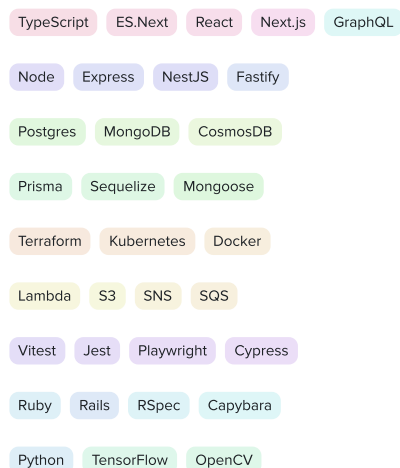 TypeScript ES.Next React Next.js GraphQL
Node Express NestJS Fastify
Postgres MongoDB CosmosDB
Prisma Sequelize Mongoose
Terraform Kubernetes Docker
Lambda S3 SNS SQS
Vitest Jest Playwright Cypress
Ruby Rails RSpec Capybara
Python TensorFlow OpenCV